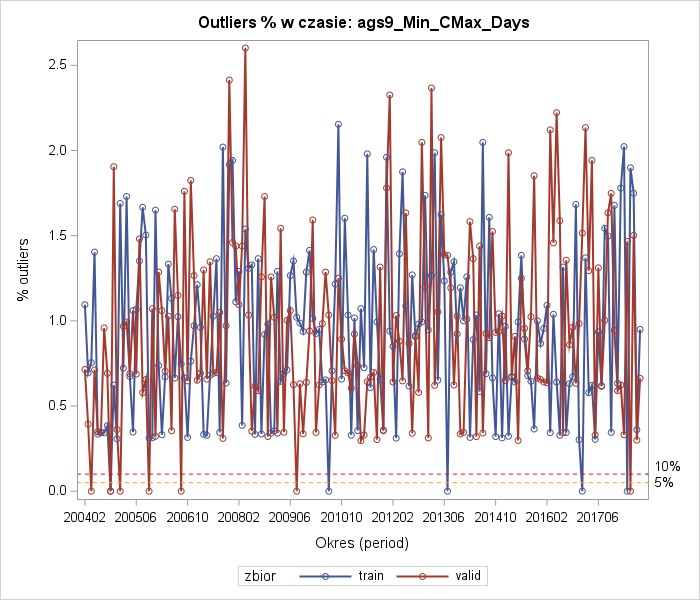 Outliers % w czasie: ags9_Min_CMax_Days
% outliers
2.5
2.0
1.5
1.0
0.5
0.0
10%
5%
200402 200506 200610 200802 200906 201010 201202 201306 201410 201602 201706
Okres (period)
zbior train valid